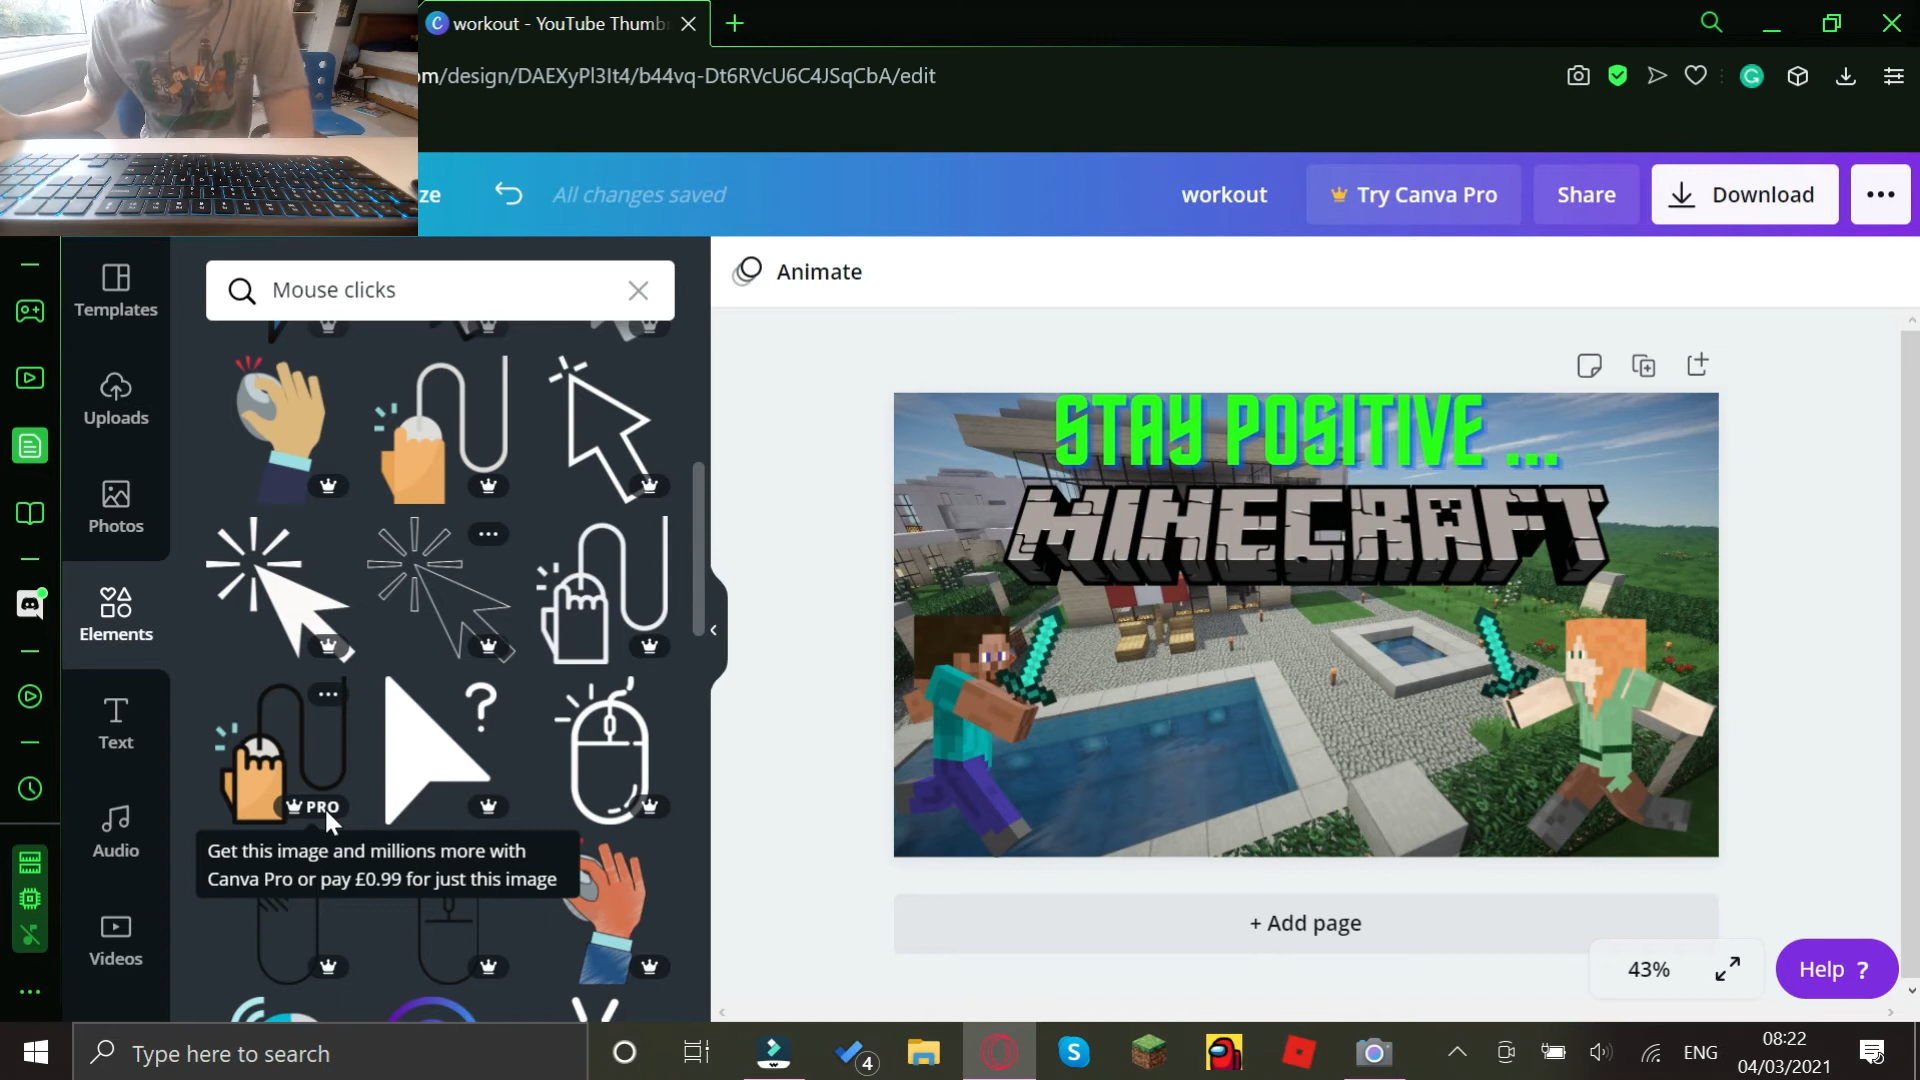 workout - YouTube Thumb
m/design/DAEXyPl3It4/b44vq-Dt6RVcU6C4JSqCbA/edit
ze
All changes saved
workout
Try Canva Pro
Share
Download
Templates
Uploads
Photos
Elements
Text
Audio
Videos
Mouse clicks
PRO
Get this image and millions more with
Canva Pro or pay £0.99 for just this image
Animate
STAY POSITIVE ...
MINECRAFT
+ Add page
43%
Help ?
Type here to search
4
ENG
08:22
04/03/2021